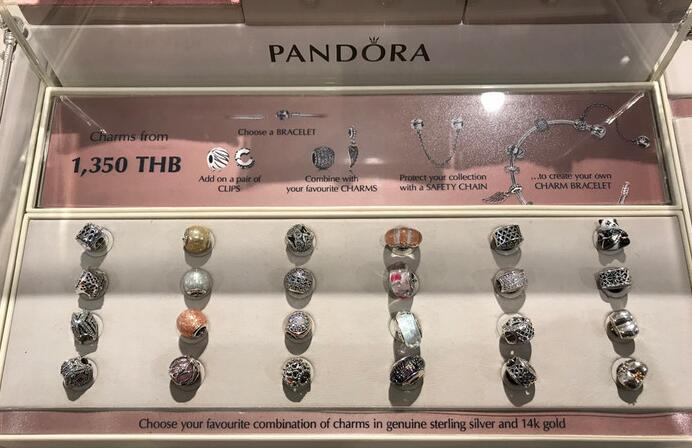 PANDORA
Charms from
1,350 THB
Choose a BRACELET
Add on a pair of
CLIPS
Combine with
your favourite CHARMS
Protect your collection
with a SAFETY CHAIN
...to create your own
CHARM BRACELET
Choose your favourite combination of charms in genuine sterling silver and 14k gold